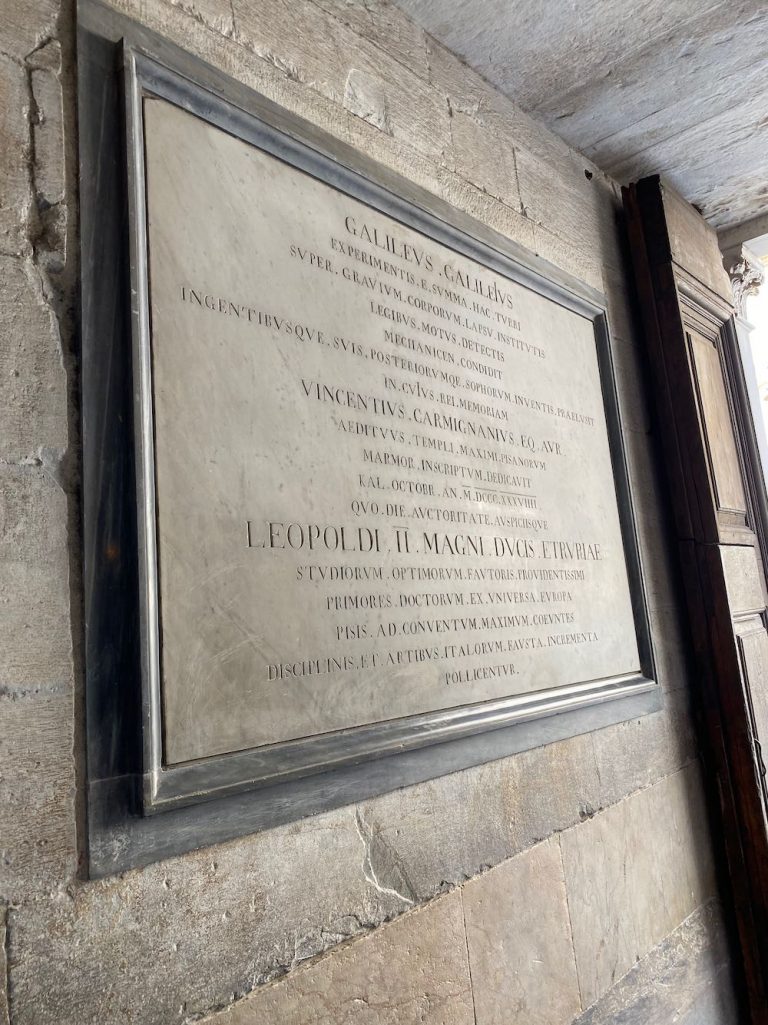 GALILEVS . GALILEIVS
EXPERIMENTIS . E . SVMMA . HAC . TVRRI
SVPER . GRAVIVM . CORPORVM . LAPSV . INSTITVTIS
LEGIBVS . MOTVS . DETECTIS
MECHANICEN . CONDIDIT
INGENTIBVSQVE . SVIS . POSTERIORVMQE . SOPHORVM . INVENTIS . PRAELVSIT
IN . CVIVS . REI . MEMORIAM
VINCENTIVS . CARMIGNANIVS . EQ . AVR .
AEDITVVS . TEMPLI . MAXIMI . PISANORVM
MARMOR . INSCRIPTVM . DEDICAVIT
KAL . OCTOBR . AN . M . DCCC . XXXVIIII .
QVO . DIE . AVCTORITATE . AVSPICIISQVE
LEOPOLDI . II . MAGNI . DVCIS . ETRVRIAE
STVDIORVM . OPTIMORVM . FAVTORIS . PROVIDENTISSIMI
PRIMORES . DOCTORVM . EX . VNIVERSA . EVROPA
PISIS . AD . CONVENTVM . MAXIMVM . COEVNTES
DISCIPLINIS . ET . ARTIBVS . ITALORVM . FAVSTA . INCREMENTA
POLLICENTVR .